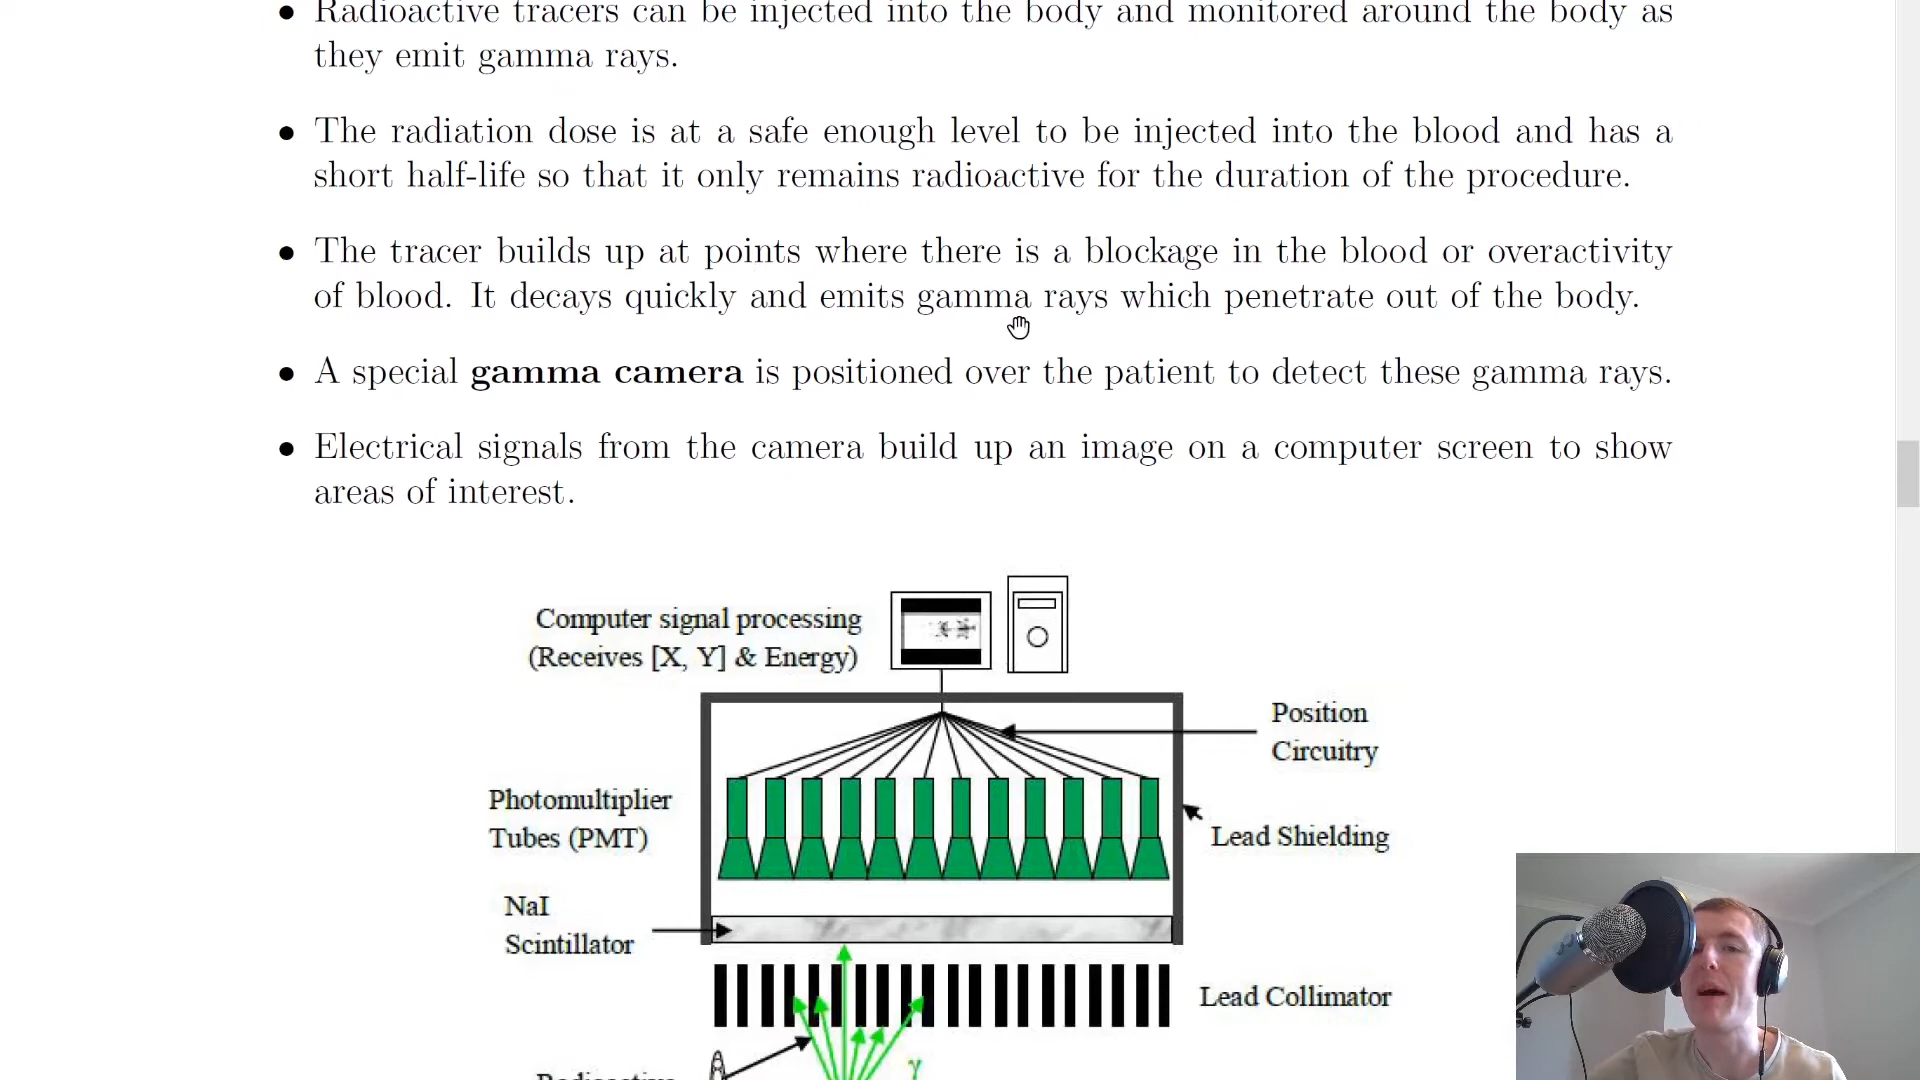 • Radioactive tracers can be injected into the body and monitored around the body as
they emit gamma rays.
• The radiation dose is at a safe enough level to be injected into the blood and has a
short half-life so that it only remains radioactive for the duration of the procedure.
• The tracer builds up at points where there is a blockage in the blood or overactivity
of blood. It decays quickly and emits gamma rays which penetrate out of the body.
• A special gamma camera is positioned over the patient to detect these gamma rays.
• Electrical signals from the camera build up an image on a computer screen to show
areas of interest.
Computer signal processing
(Receives [X, Y] & Energy)
Position
Circuitry
Photomultiplier
Tubes (PMT)
Lead Shielding
NaI
Scintillator
Lead Collimator
γ
Radioactive